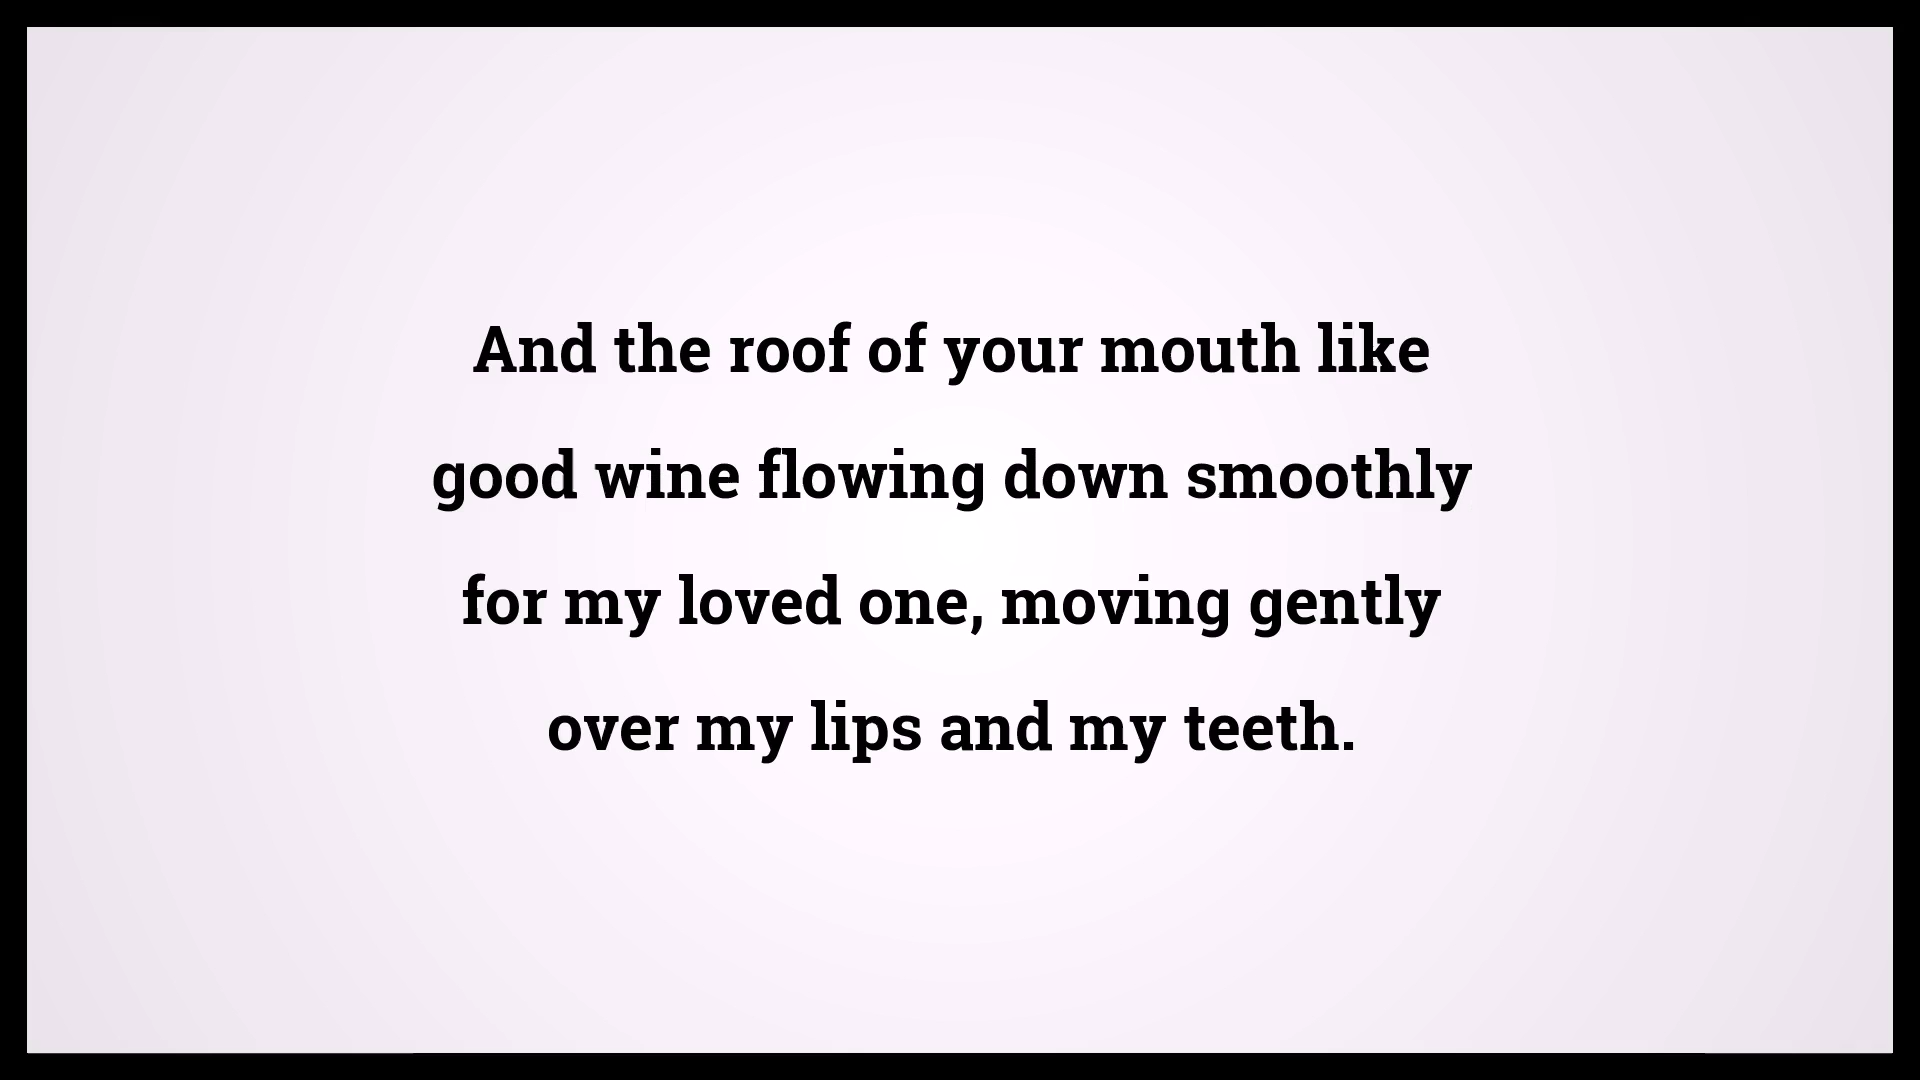 And the roof of your mouth like
good wine flowing down smoothly
for my loved one, moving gently
over my lips and my teeth.